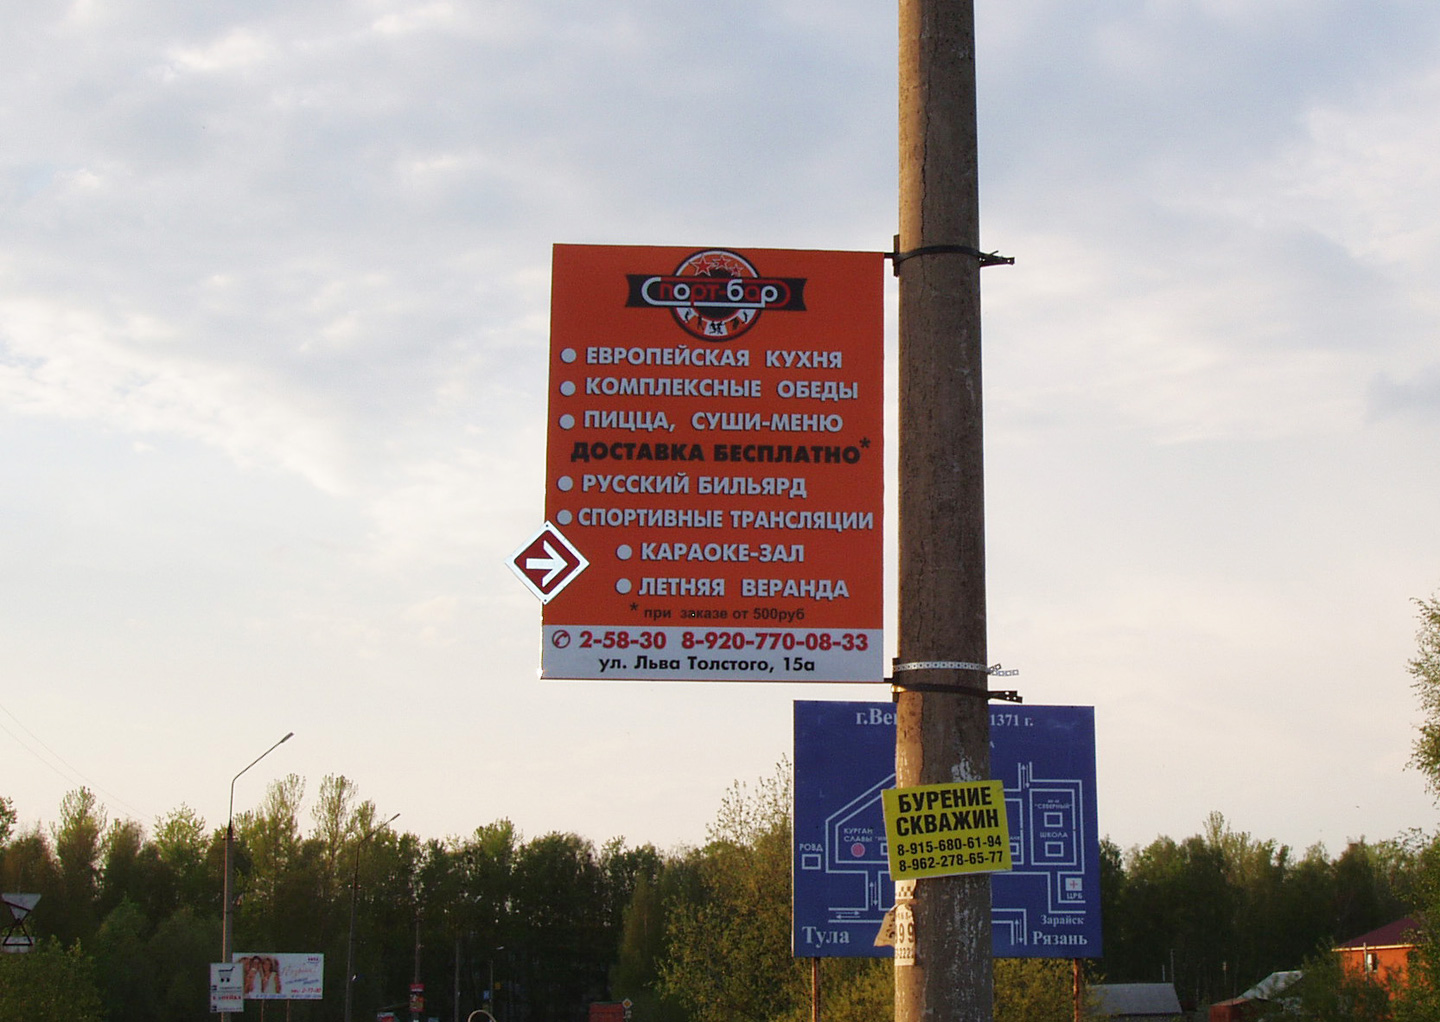 Спорт-бар
ЕВРОПЕЙСКАЯ КУХНЯ
КОМПЛЕКСНЫЕ ОБЕДЫ
ПИЦЦА, СУШИ-МЕНЮ
ДОСТАВКА БЕСПЛАТНО*
РУССКИЙ БИЛЬЯРД
СПОРТИВНЫЕ ТРАНСЛЯЦИИ
КАРАОКЕ-ЗАЛ
ЛЕТНЯЯ ВЕРАНДА
* при заказе от 500руб
2-58-30 8-920-770-08-33
ул. Льва Толстого, 15а
г.Ве 1371 г.
БУРЕНИЕ
СКВАЖИН
8-915-680-61-94
8-962-278-65-77
"СЕВЕРНЫЙ"
КУРГАН
СЛАВЫ
ШКОЛА
РОВД
ЦРБ
Зарайск
Тула
Рязань